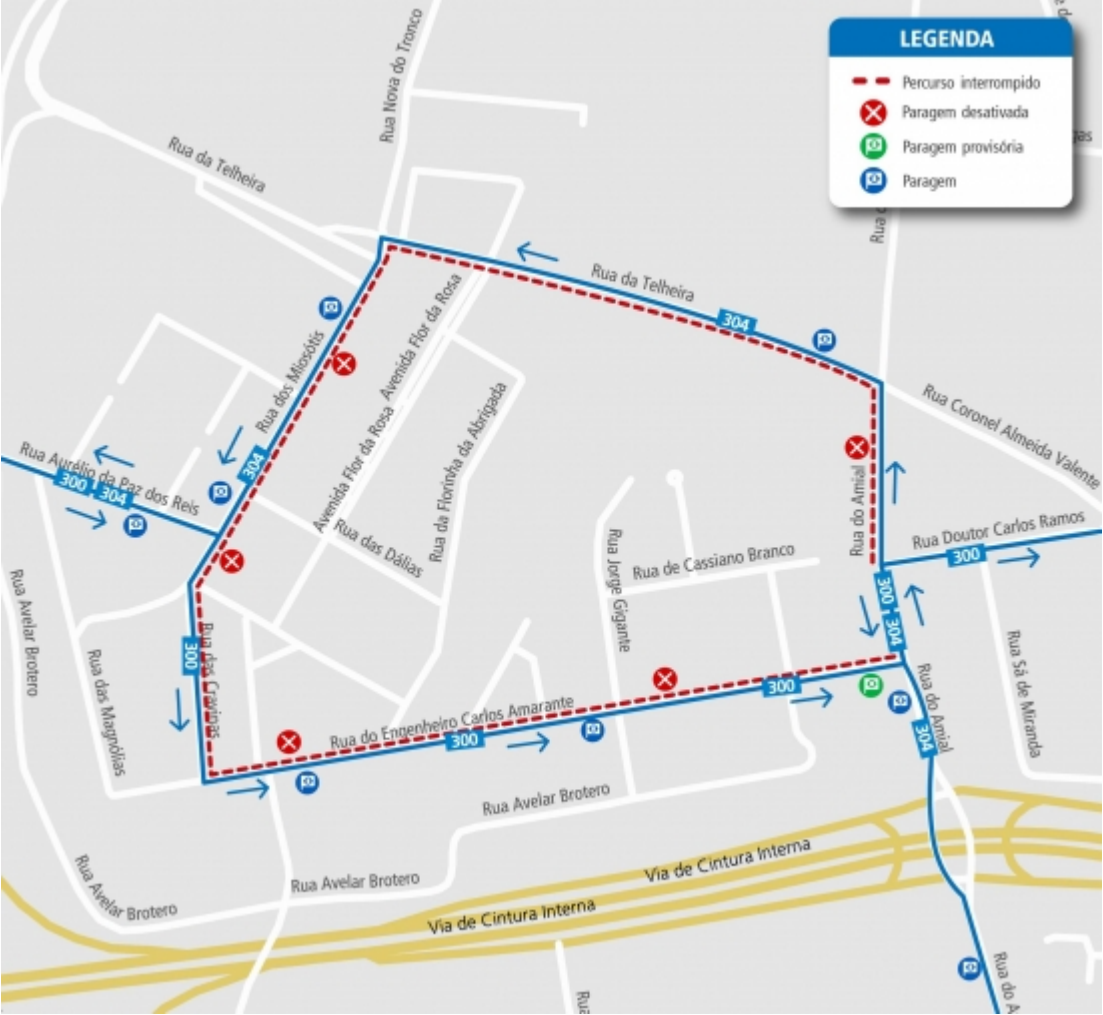 LEGENDA
Percurso interrompido
Paragem desativada
Paragem provisória
Paragem
Rua Nova do Tronco
Rua da Telheira
Rua da Telheira
304
Avenida Flor da Rosa
Rua dos Miosótis
304
Avenida Flor da Rosa
Rua da Florinha da Abrigada
Rua Coronel Almeida Valente
Rua Aurélio da Paz dos Reis
300 304
Rua das Dálias
Rua do Amial
Rua Doutor Carlos Ramos
300
Rua Jorge Gigante
Rua de Cassiano Branco
300 304
Rua Avelar Brotero
Rua das Magnólias
300
Rua das Cravinas
Rua do Engenheiro Carlos Amarante
300
300
Rua do Amial
304
Rua Sá de Miranda
Rua Avelar Brotero
Via de Cintura Interna
Rua Avelar Brotero
Rua Avelar Brotero
Via de Cintura Interna
Rua
Rua do A